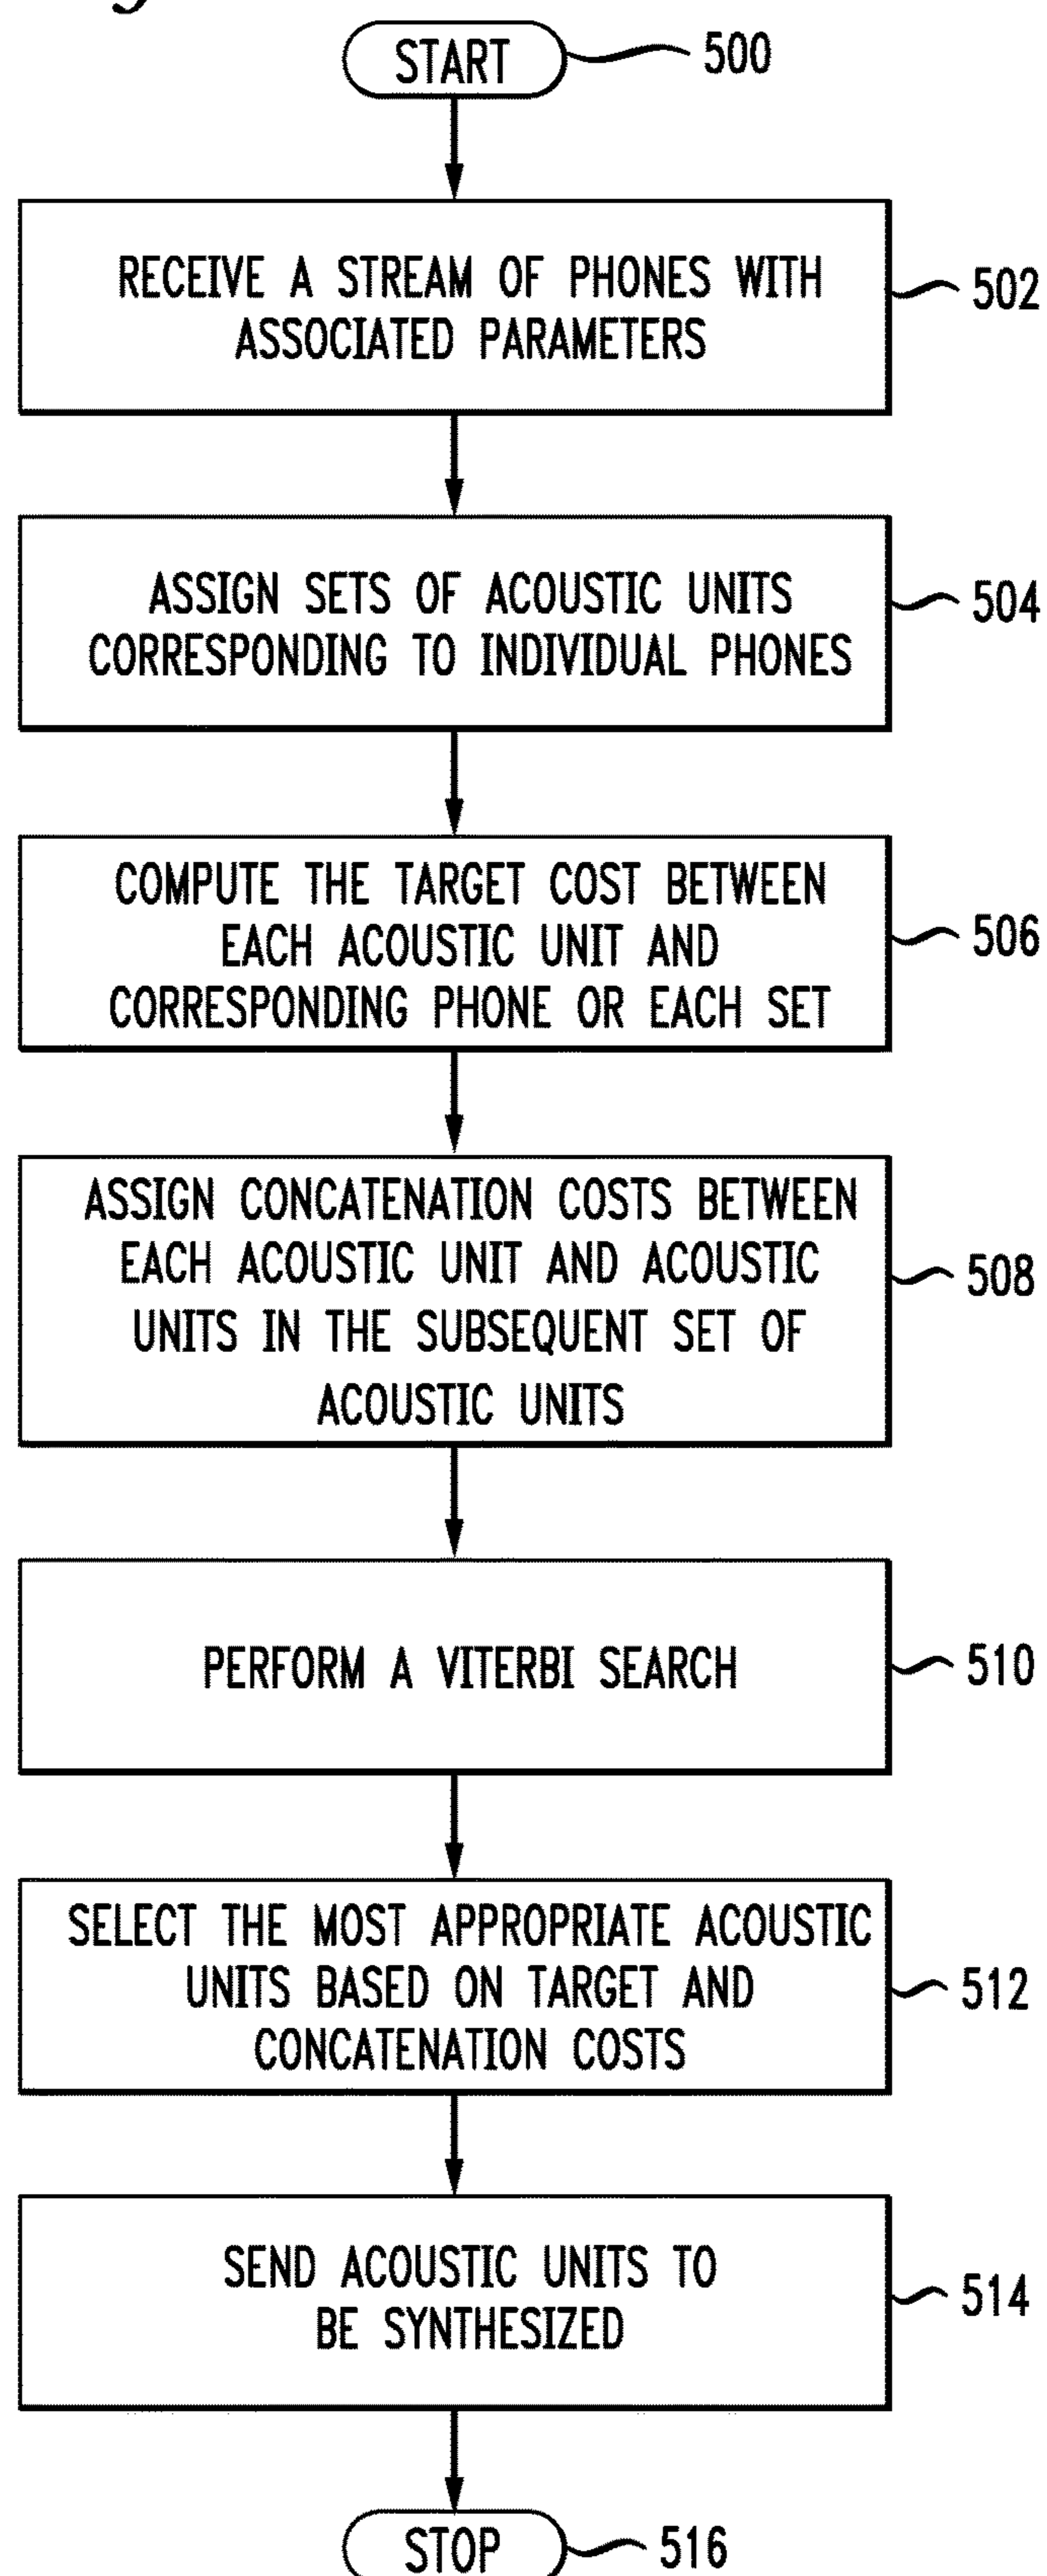 START
500
RECEIVE A STREAM OF PHONES WITH
ASSOCIATED PARAMETERS
502
ASSIGN SETS OF ACOUSTIC UNITS
CORRESPONDING TO INDIVIDUAL PHONES
504
COMPUTE THE TARGET COST BETWEEN
EACH ACOUSTIC UNIT AND
CORRESPONDING PHONE OR EACH SET
506
ASSIGN CONCATENATION COSTS BETWEEN
EACH ACOUSTIC UNIT AND ACOUSTIC
UNITS IN THE SUBSEQUENT SET OF
ACOUSTIC UNITS
508
PERFORM A VITERBI SEARCH
510
SELECT THE MOST APPROPRIATE ACOUSTIC
UNITS BASED ON TARGET AND
CONCATENATION COSTS
512
SEND ACOUSTIC UNITS TO
BE SYNTHESIZED
514
STOP
516